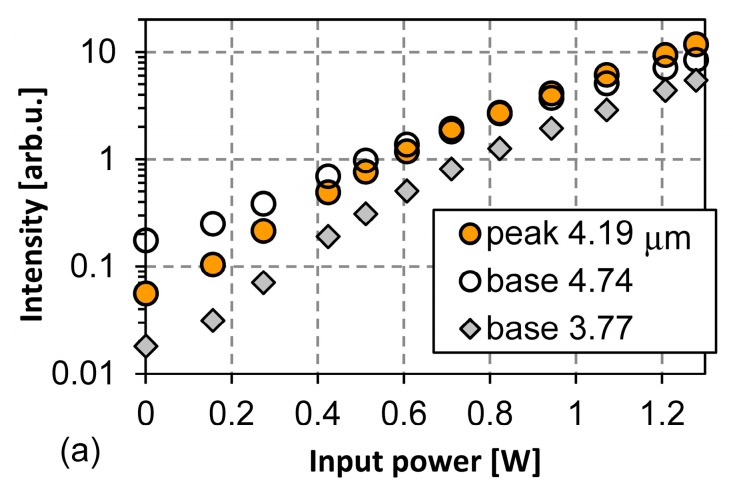 10
1
0.1
0.01
Intensity [arb.u.]
peak 4.19 μm
base 4.74
base 3.77
0 0.2 0.4 0.6 0.8 1 1.2
(a)
Input power [W]